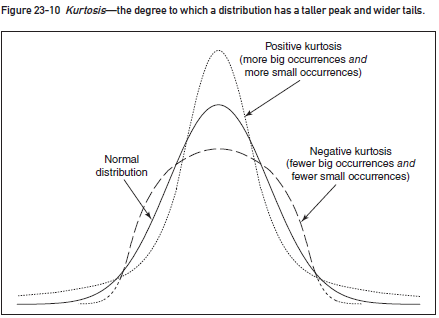 Figure 23-10 Kurtosis—the degree to which a distribution has a taller peak and wider tails.
Positive kurtosis
(more big occurrences and
more small occurrences)
Normal
distribution
Negative kurtosis
(fewer big occurrences and
fewer small occurrences)